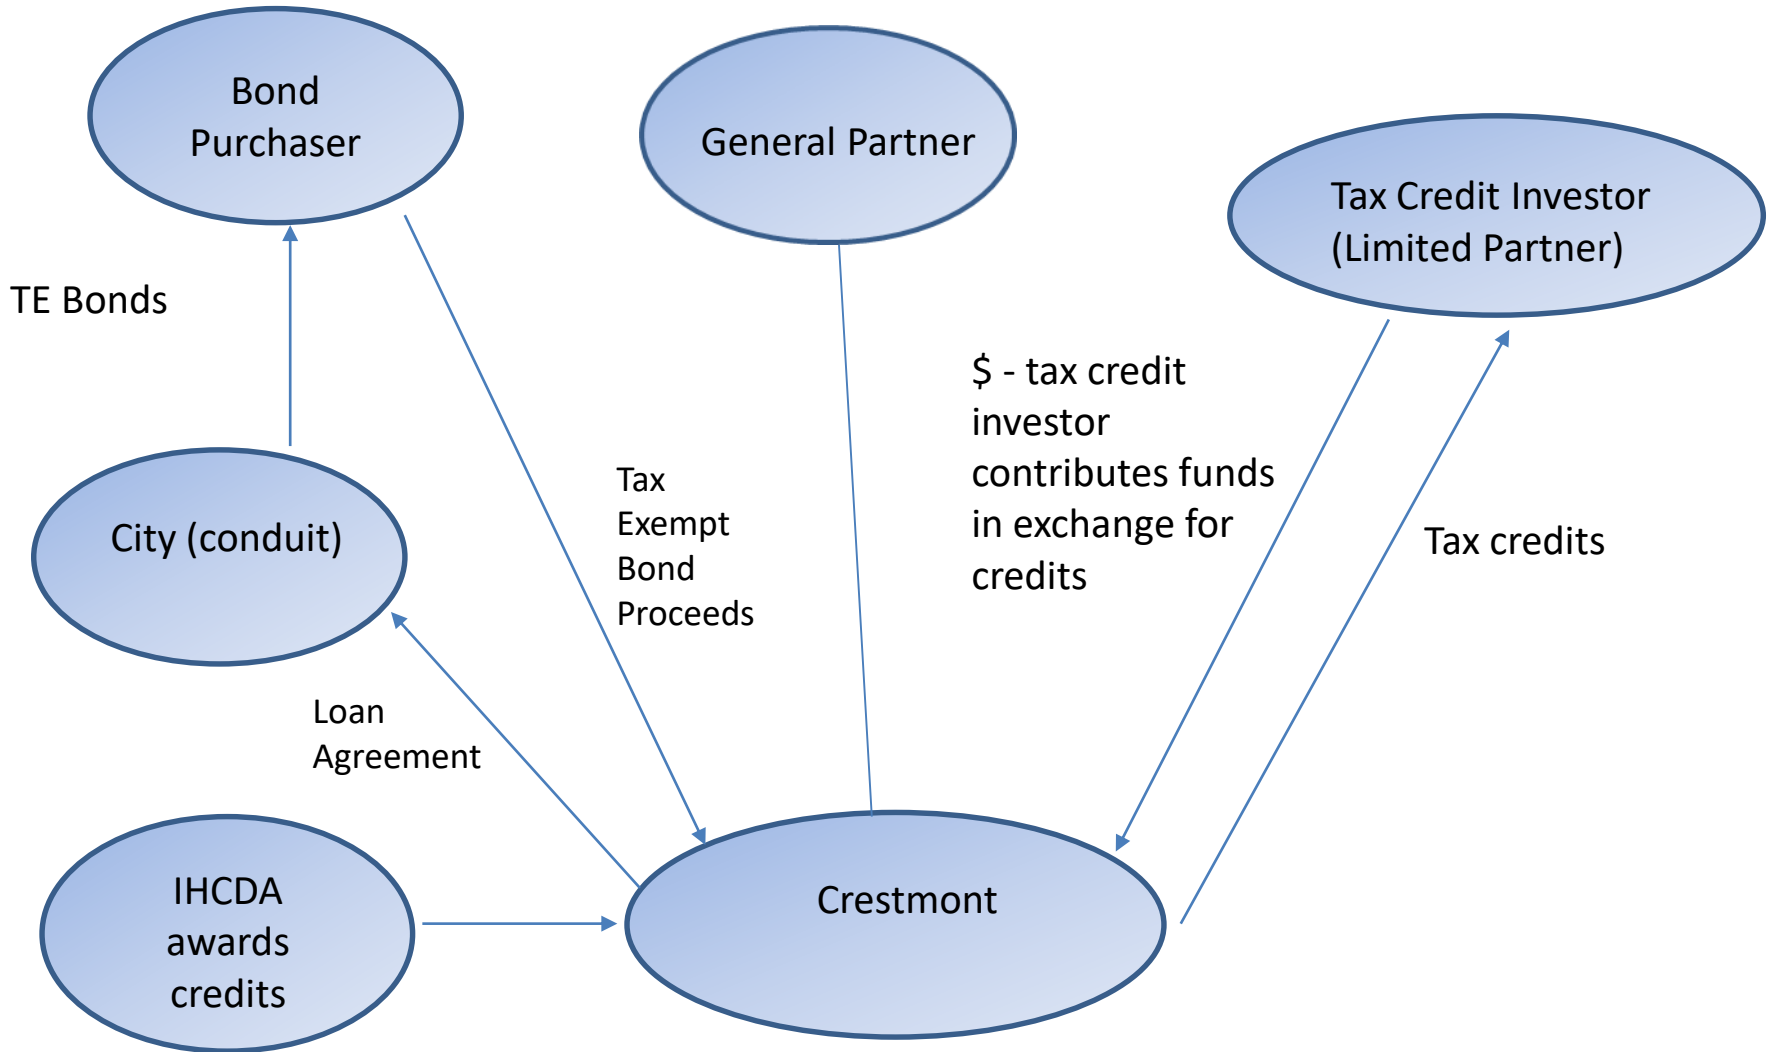 Bond
Purchaser
General Partner
Tax Credit Investor
(Limited Partner)
TE Bonds
$ - tax credit
investor
contributes funds
in exchange for
credits
Tax
Exempt
Bond
Proceeds
City (conduit)
Tax credits
Loan
Agreement
IHCDA
awards
credits
Crestmont